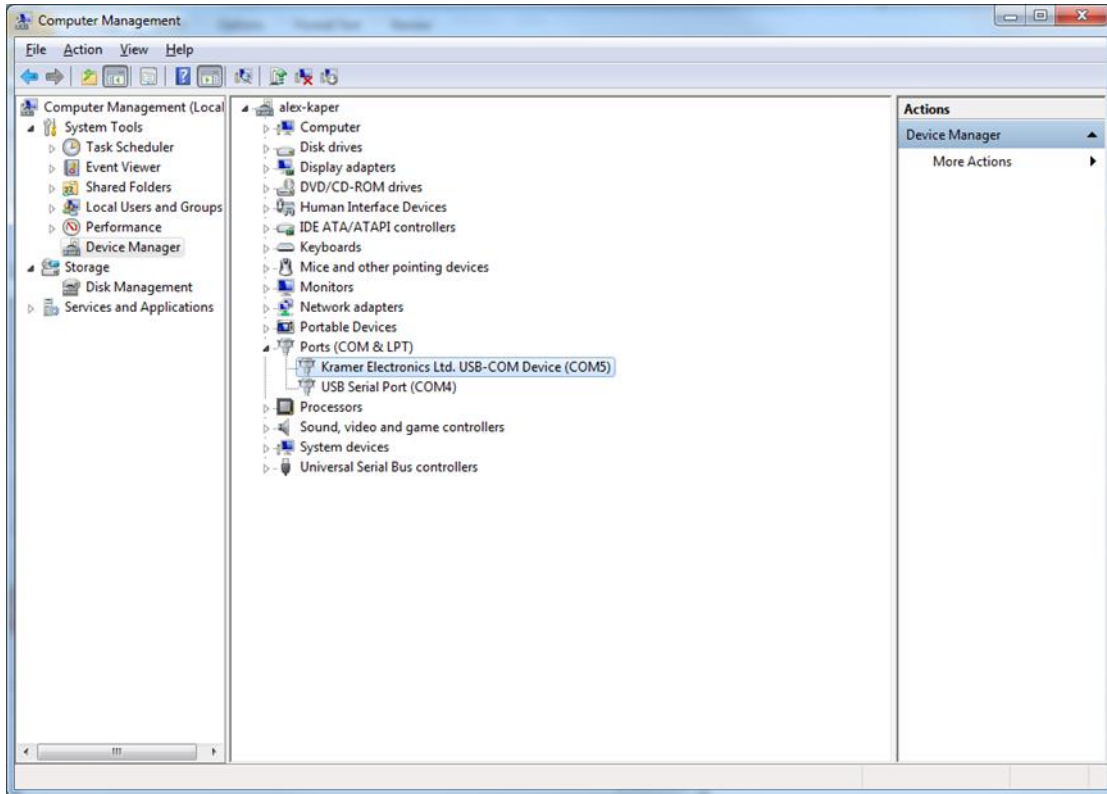 Computer Management
File Action View Help
Computer Management (Local
System Tools
Task Scheduler
Event Viewer
Shared Folders
Local Users and Groups
Performance
Device Manager
Storage
Disk Management
Services and Applications
alex-kaper
Computer
Disk drives
Display adapters
DVD/CD-ROM drives
Human Interface Devices
IDE ATA/ATAPI controllers
Keyboards
Mice and other pointing devices
Monitors
Network adapters
Portable Devices
Ports (COM & LPT)
Kramer Electronics Ltd. USB-COM Device (COM5)
USB Serial Port (COM4)
Processors
Sound, video and game controllers
System devices
Universal Serial Bus controllers
Actions
Device Manager
More Actions